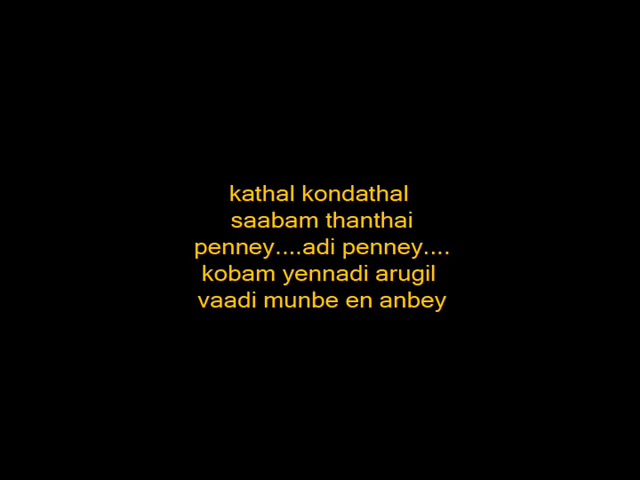 kathal kondathal
saabam thanthai
penney....adi penney....
kobam yennadi arugil
vaadi munbe en anbey